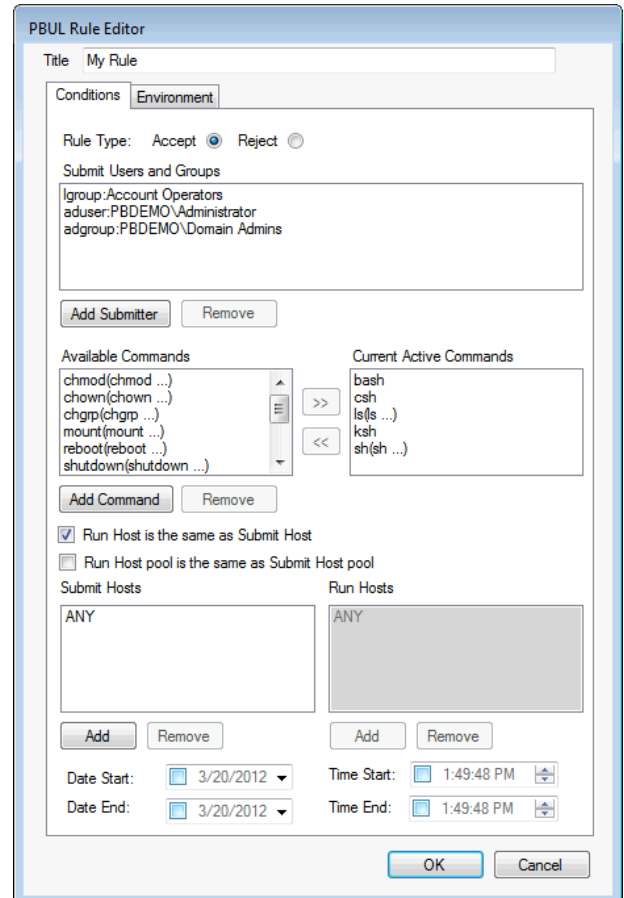 PBUL Rule Editor
Title My Rule
Conditions Environment
Rule Type: Accept Reject
Submit Users and Groups
lgroup:Account Operators
aduser:PBDEMO\Administrator
adgroup:PBDEMO\Domain Admins
Add Submitter Remove
Available Commands Current Active Commands
chmod(chmod ...) bash
chown(chown ...) csh
chgrp(chgrp ...) >> ls(ls ...)
mount(mount ...) ksh
reboot(reboot ...) << sh(sh ...)
shutdown(shutdown ...)
Add Command Remove
Run Host is the same as Submit Host
Run Host pool is the same as Submit Host pool
Submit Hosts Run Hosts
ANY ANY
Add Remove Add Remove
Date Start: 3/20/2012 Time Start: 1:49:48 PM
Date End: 3/20/2012 Time End: 1:49:48 PM
OK Cancel